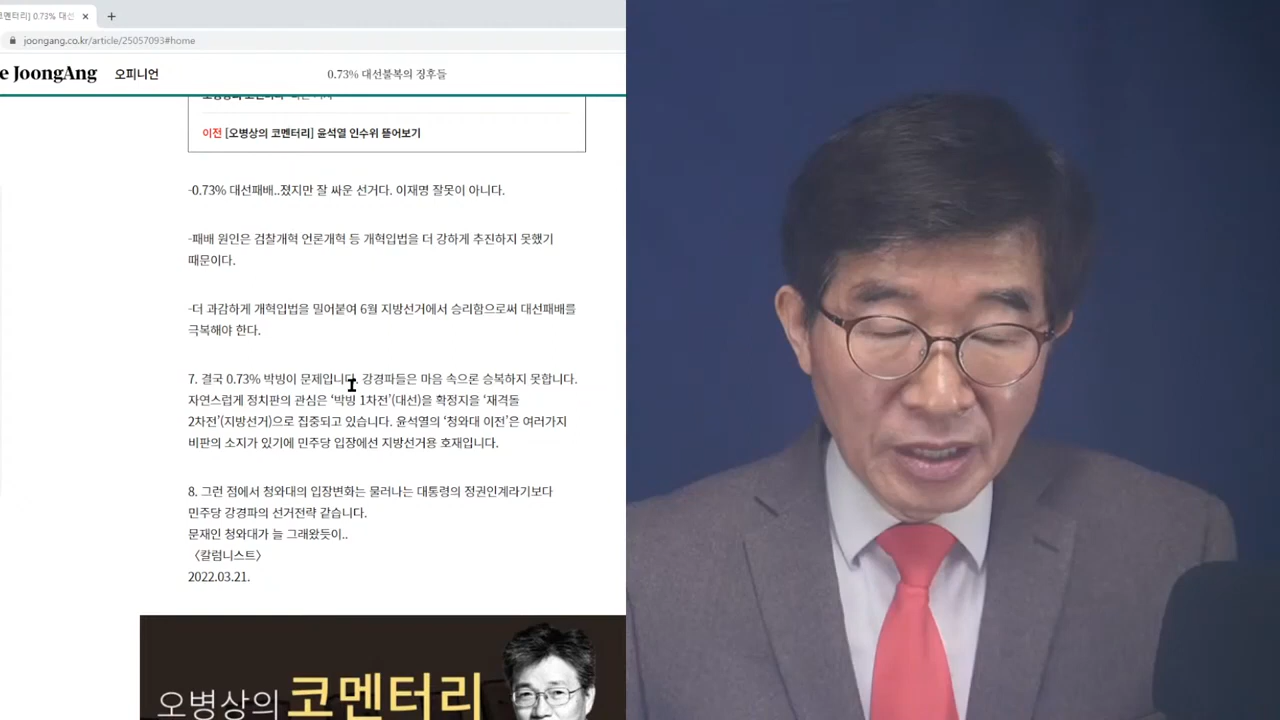 코멘터리] 0.73% 대선
joongang.co.kr/article/25057093#home
e JoongAng 오피니언 0.73% 대선불복의 징후들
이전 [오병상의 코멘터리] 윤석열 인수위 뜯어보기
-0.73% 대선패배..졌지만 잘 싸운 선거다. 이재명 잘못이 아니다.
-패배 원인은 검찰개혁 언론개혁 등 개혁입법을 더 강하게 추진하지 못했기
때문이다.
-더 과감하게 개혁입법을 밀어붙여 6월 지방선거에서 승리함으로써 대선패배를
극복해야 한다.
7. 결국 0.73% 박빙이 문제입니다. 강경파들은 마음 속으로 승복하지 못합니다.
자연스럽게 정치판의 관심은 ‘박빙 1차전’(대선)을 확정지을 ‘재격돌
2차전’(지방선거)으로 집중되고 있습니다. 윤석열의 ‘청와대 이전’은 여러가지
비판의 소지가 있기에 민주당 입장에선 지방선거용 호재입니다.
8. 그런 점에서 청와대의 입장변화는 물러나는 대통령의 정권인계라기보다
민주당 강경파의 선거전략 같습니다.
문재인 청와대가 늘 그래왔듯이..
〈칼럼니스트〉
2022.03.21.
오병상의 코멘터리